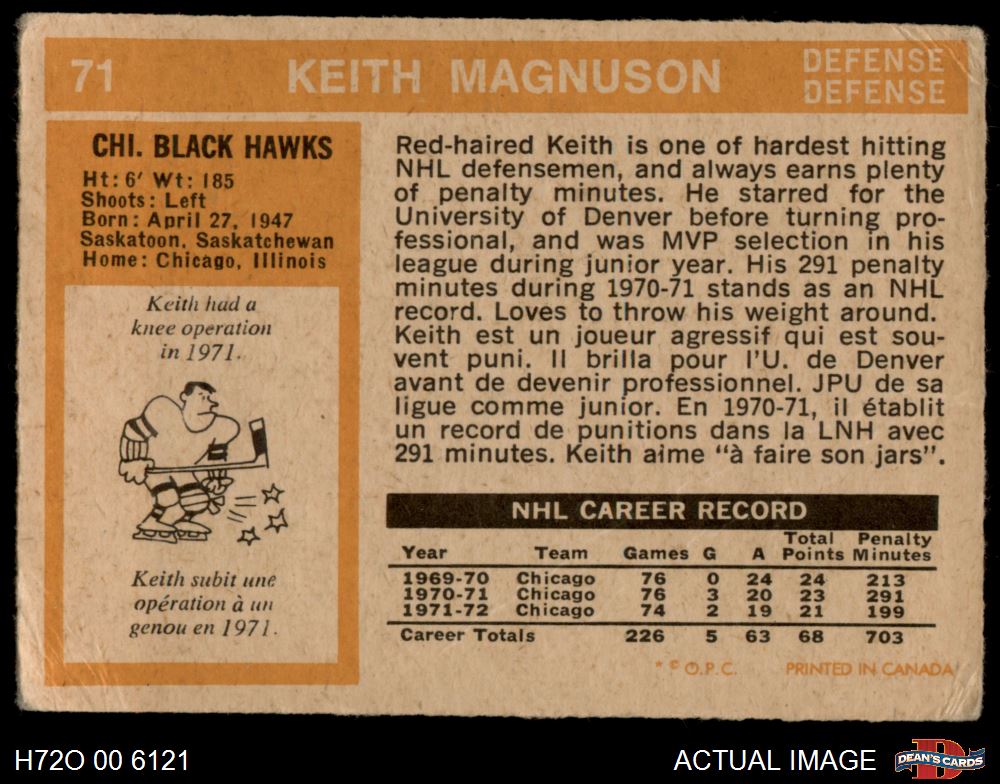 71 KEITH MAGNUSON DEFENSE
DEFENSE
CHI. BLACK HAWKS
Ht: 6' Wt: 185
Shoots: Left
Born: April 27, 1947
Saskatoon, Saskatchewan
Home: Chicago, Illinois
Keith had a
knee operation
in 1971.
Keith subit une
opération à un
genou en 1971.
Red-haired Keith is one of hardest hitting
NHL defensemen, and always earns plenty
of penalty minutes. He starred for the
University of Denver before turning pro-
fessional, and was MVP selection in his
league during junior year. His 291 penalty
minutes during 1970-71 stands as an NHL
record. Loves to throw his weight around.
Keith est un joueur agressif qui est sou-
vent puni. Il brilla pour l'U. de Denver
avant de devenir professionnel. JPU de sa
ligue comme junior. En 1970-71, il établit
un record de punitions dans la LNH avec
291 minutes. Keith aime "à faire son jars".
NHL CAREER RECORD
Year Team Games G A Total Points Penalty Minutes
1969-70 Chicago 76 0 24 24 213
1970-71 Chicago 76 3 20 23 291
1971-72 Chicago 74 2 19 21 199
Career Totals 226 5 63 68 703
* © O.P.C. PRINTED IN CANADA
H72O 00 6121 ACTUAL IMAGE DEAN'S CARDS